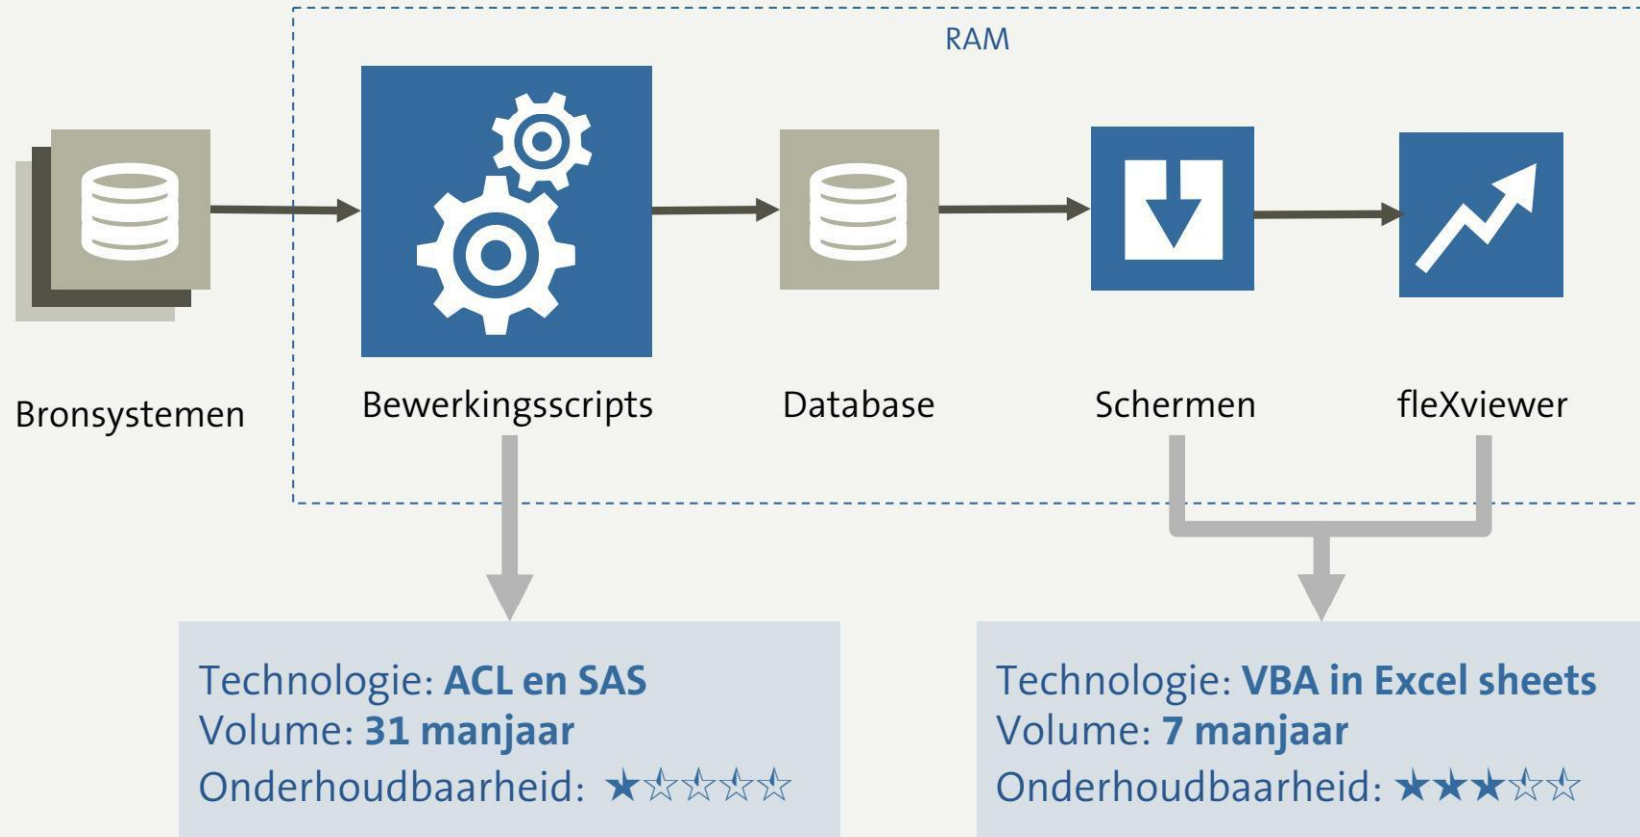 RAM
Bronsystemen
Bewerkingsscripts
Database
Schermen
fleXviewer
Technologie: ACL en SAS
Volume: 31 manjaar
Onderhoudbaarheid: ★☆☆☆☆
Technologie: VBA in Excel sheets
Volume: 7 manjaar
Onderhoudbaarheid: ★★★☆☆